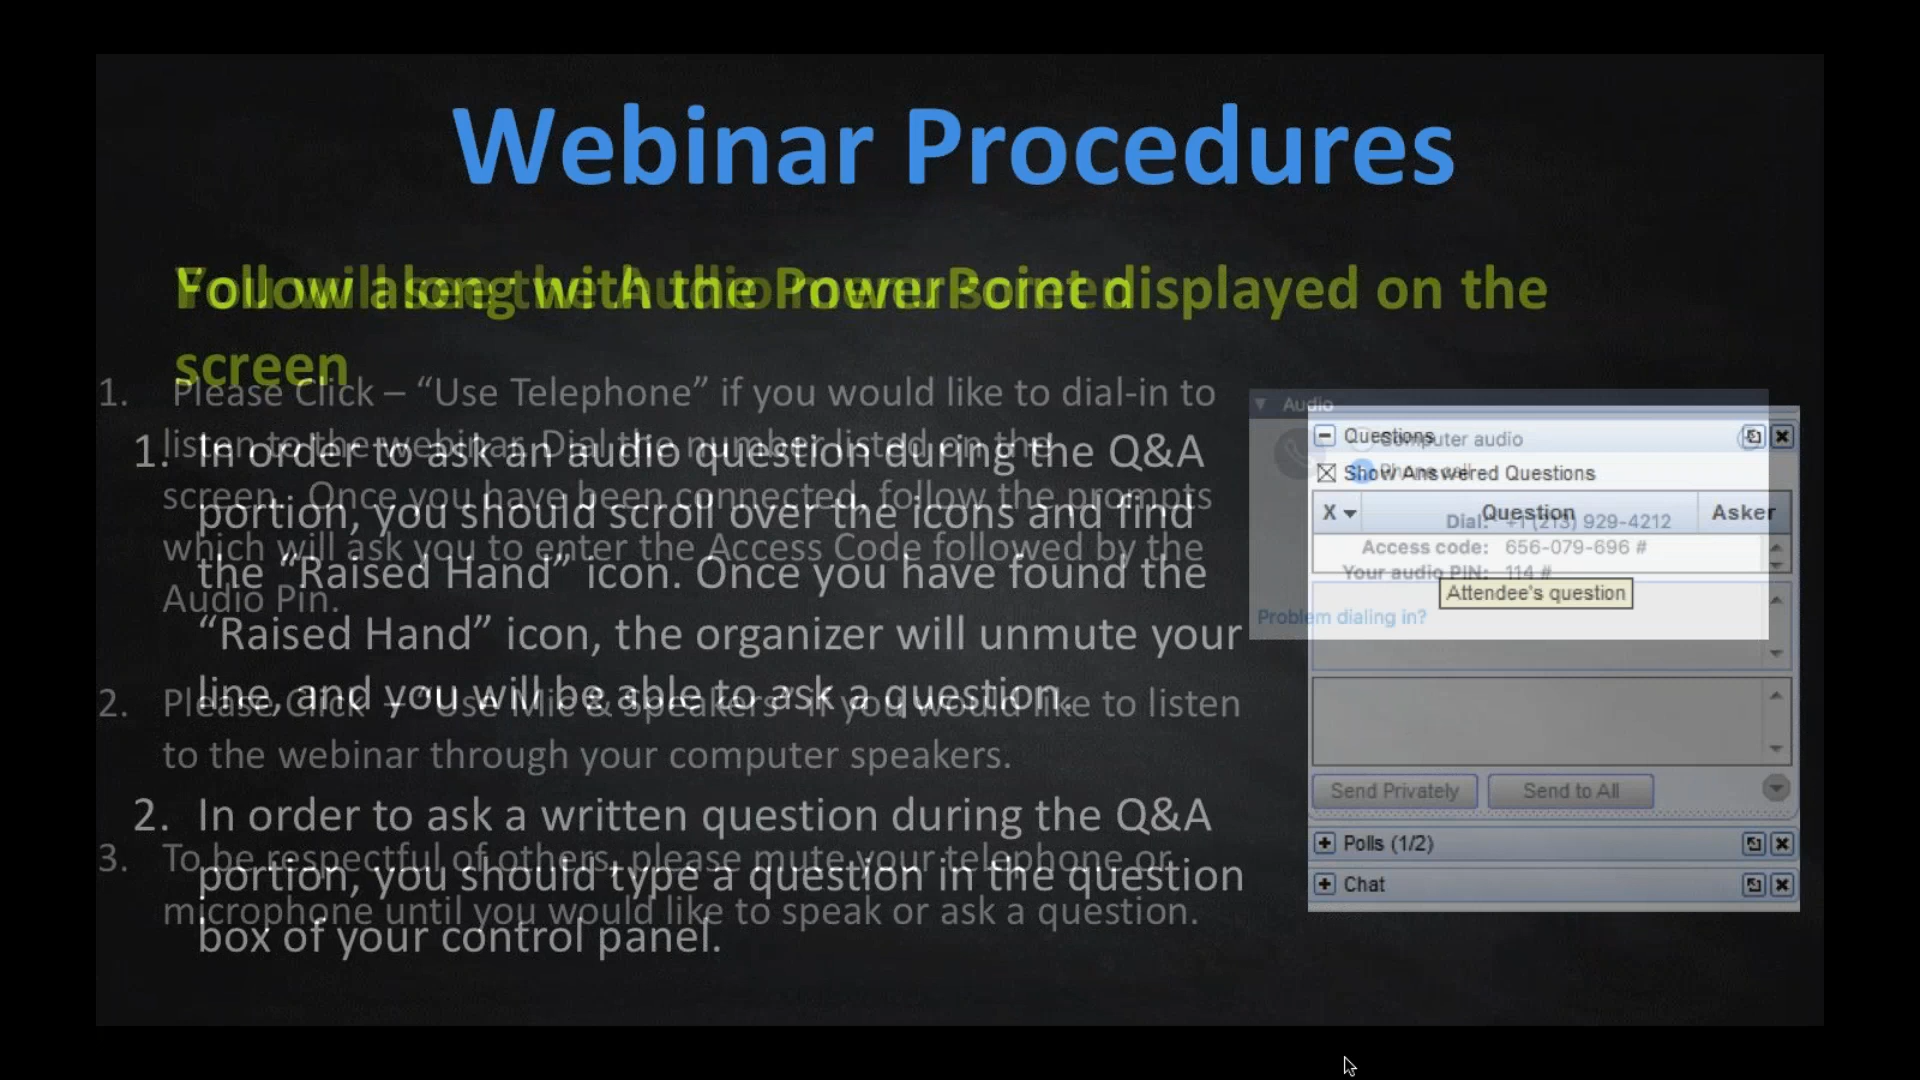 Webinar Procedures
Follow along with the PowerPoint displayed on the
screen
You will see the Audio Power Screen
1. Please Click – “Use Telephone” if you would like to dial-in to
listen to the webinar. Dial the number listed on the
screen. Once you have been connected, follow the prompts
which will ask you to enter the Access Code followed by the
Audio Pin.
2. Please Click – “Use Mic & Speakers” if you would like to listen
to the webinar through your computer speakers.
3. To be respectful of others, please mute your telephone or
microphone until you would like to speak or ask a question.
1. In order to ask an audio question during the Q&A
portion, you should scroll over the icons and find
the “Raised Hand” icon. Once you have found the
“Raised Hand” icon, the organizer will unmute your
line, and you will be able to ask a question.
2. In order to ask a written question during the Q&A
portion, you should type a question in the question
box of your control panel.
Audio
Computer audio
Phone call
Dial: +1 (213) 929-4212
Access code: 656-079-696 #
Your audio PIN: 114 #
Problem dialing in?
Questions
Show Answered Questions
X Question Asker
Attendee's question
Send Privately Send to All
Polls (1/2)
Chat